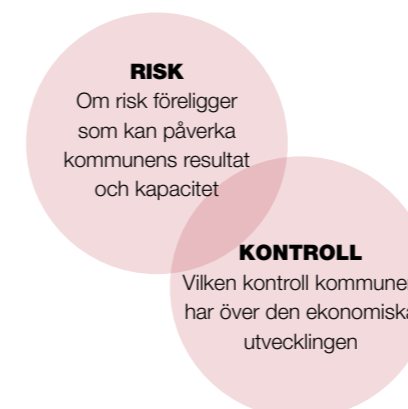 RISK
Om risk föreligger
som kan påverka
kommunens resultat
och kapacitet
KONTROLL
Vilken kontroll kommunen
har över den ekonomiska
utvecklingen